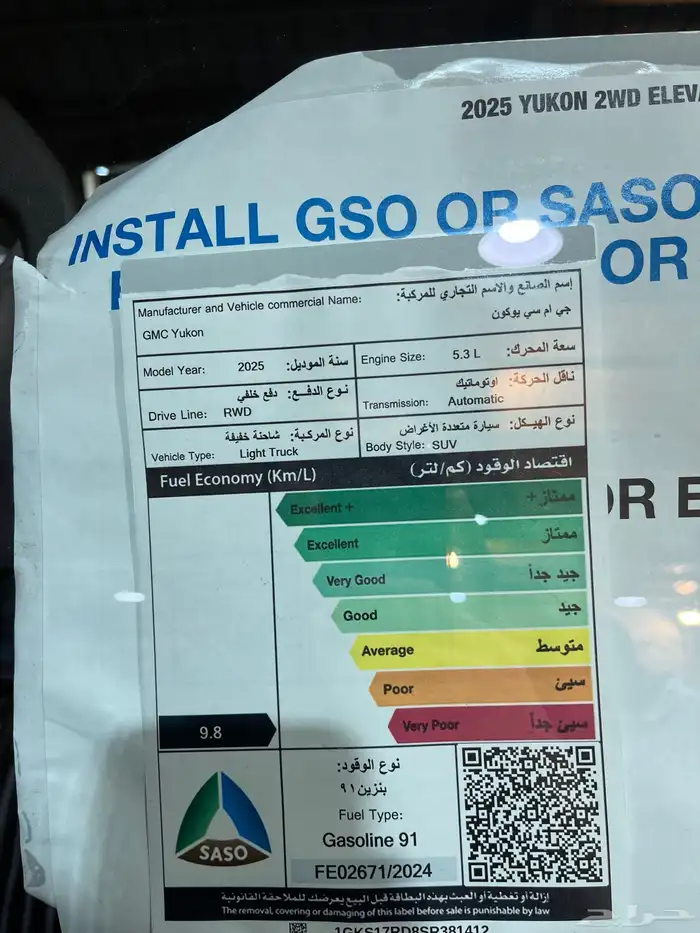 2025 YUKON 2WD ELEV
INSTALL GSO OR SASO
OR
Manufacturer and Vehicle commercial Name: إسم الصانع والاسم التجاري للمركبة:
GMC Yukon جي ام سي يوكون
Model Year: 2025 سنة الموديل:
Engine Size: 5.3 L سعة المحرك:
نوع الدفع: دفع خلفي
Drive Line: RWD
ناقل الحركة: اوتوماتيك
Transmission: Automatic
نوع المركبة: شاحنة خفيفة
Vehicle Type: Light Truck
نوع الهيكل: سيارة متعددة الأغراض
Body Style: SUV
Fuel Economy (Km/L) اقتصاد الوقود (كم/لتر)
Excellent + ممتاز+
Excellent ممتاز
Very Good جيد جداً
Good جيد
Average متوسط
Poor سيئ
Very Poor سيئ جداً
9.8
OR E
نوع الوقود:
بنزين ٩١
Fuel Type:
Gasoline 91
FE02671/2024
SASO
إزالة أو تغطية أو العبث بهذه البطاقة قبل البيع يعرضك للملاحقة القانونية
The removal, covering or damaging of this label before sale is punishable by law
حراج